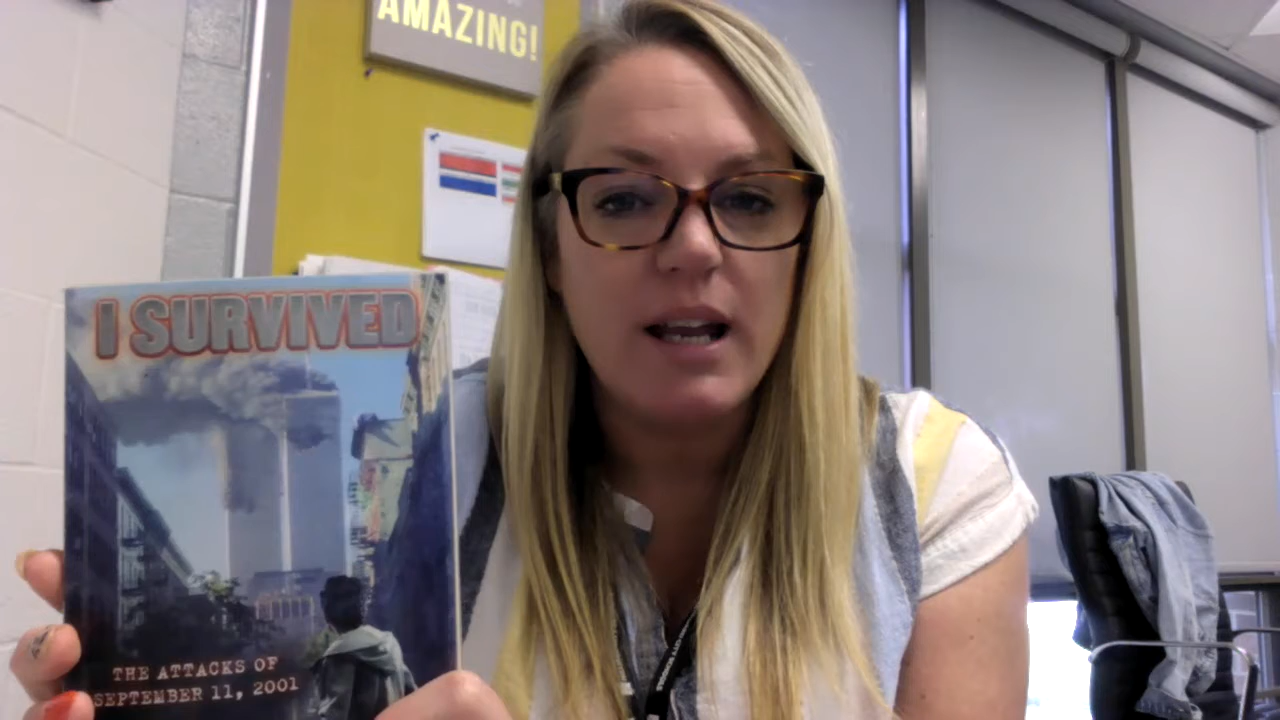 AMAZING!
I SURVIVED
THE ATTACKS OF
SEPTEMBER 11, 2001